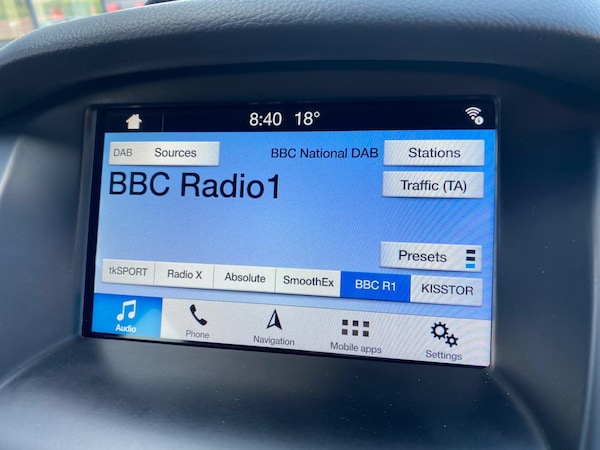 8:40 18°
DAB Sources BBC National DAB Stations
BBC Radio1 Traffic (TA)
Presets
tkSPORT Radio X Absolute SmoothEx BBC R1 KISSTOR
Audio Phone Navigation Mobile apps Settings